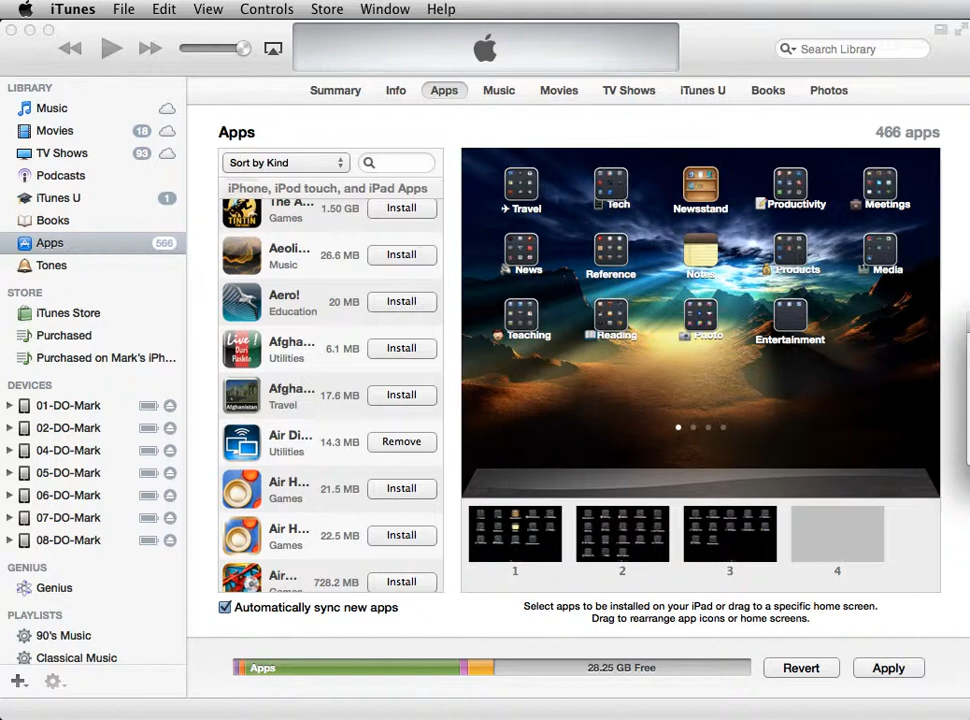 iTunes File Edit View Controls Store Window Help
Search Library
LIBRARY
Music
Movies 18
TV Shows 93
Podcasts
iTunes U 1
Books
Apps 566
Tones
STORE
iTunes Store
Purchased
Purchased on Mark's iPh...
DEVICES
01-DO-Mark
02-DO-Mark
04-DO-Mark
05-DO-Mark
06-DO-Mark
07-DO-Mark
08-DO-Mark
GENIUS
Genius
PLAYLISTS
90's Music
Classical Music
Summary Info Apps Music Movies TV Shows iTunes U Books Photos
Apps 466 apps
Sort by Kind
iPhone, iPod touch, and iPad Apps
The A... 1.50 GB Install
Games
Aeoli... 26.6 MB Install
Music
Aero! 20 MB Install
Education
Afgha... 6.1 MB Install
Utilities
Afgha... 17.6 MB Install
Travel
Air Di... 14.3 MB Remove
Utilities
Air H... 21.5 MB Install
Games
Air H... 22.5 MB Install
Games
Air... 728.2 MB Install
Automatically sync new apps
Travel Tech Newsstand Productivity Meetings
News Reference Notes Products Media
Teaching Reading Photo Entertainment
1 2 3 4
Select apps to be installed on your iPad or drag to a specific home screen.
Drag to rearrange app icons or home screens.
Apps 28.25 GB Free Revert Apply